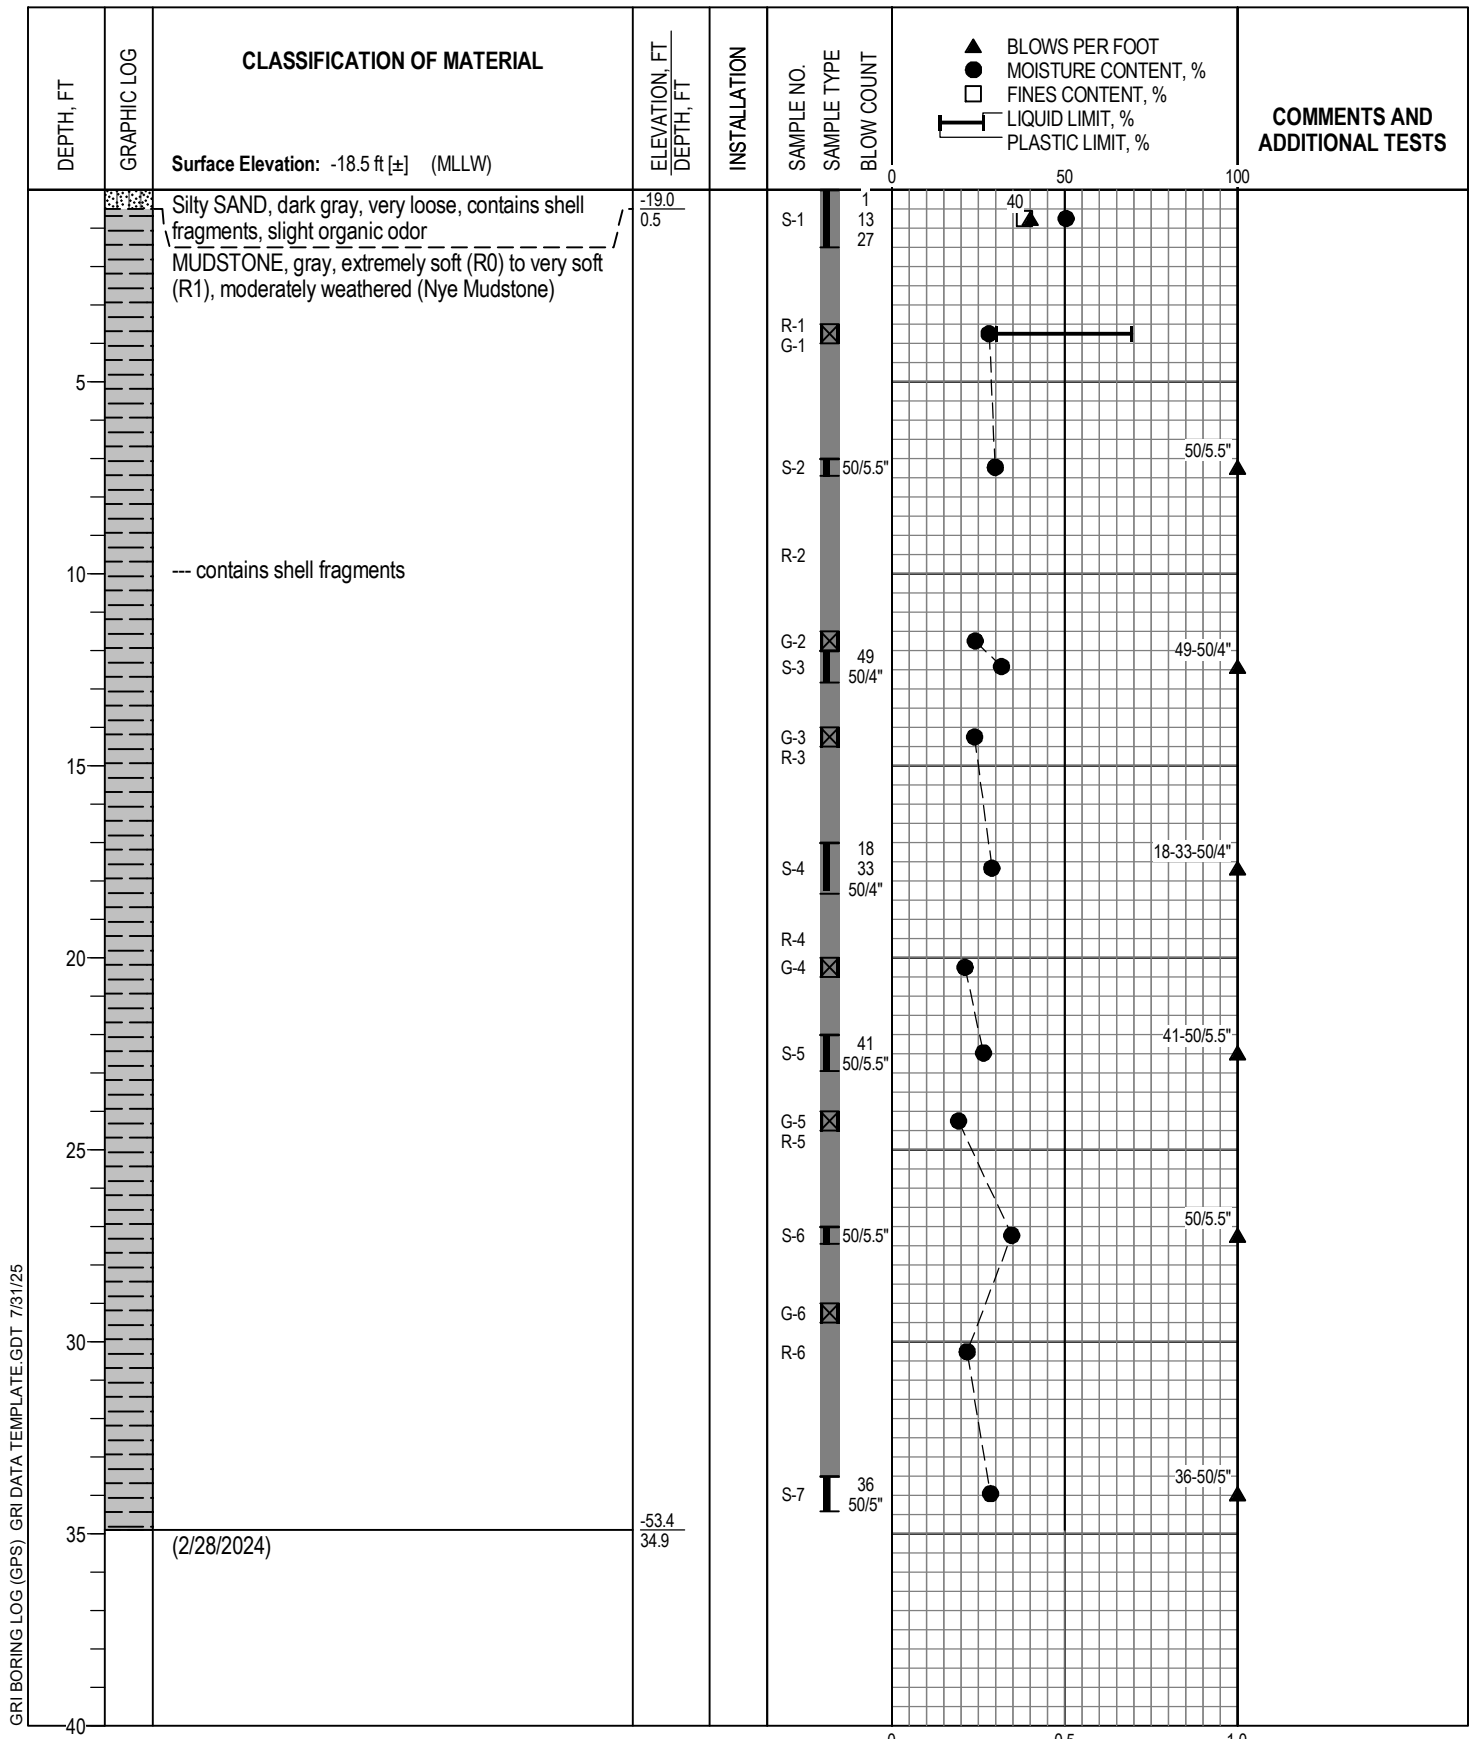 DEPTH, FT
GRAPHIC LOG
CLASSIFICATION OF MATERIAL
Surface Elevation: -18.5 ft [±] (MLLW)
ELEVATION, FT
DEPTH, FT
INSTALLATION
SAMPLE NO.
SAMPLE TYPE
BLOW COUNT
BLOWS PER FOOT
MOISTURE CONTENT, %
FINES CONTENT, %
LIQUID LIMIT, %
PLASTIC LIMIT, %
0 50 100
COMMENTS AND
ADDITIONAL TESTS
Silty SAND, dark gray, very loose, contains shell
fragments, slight organic odor
-19.0
0.5
MUDSTONE, gray, extremely soft (R0) to very soft
(R1), moderately weathered (Nye Mudstone)
S-1
1
13
27
40
R-1
G-1
5
S-2 50/5.5" 50/5.5"
R-2
10
--- contains shell fragments
G-2
S-3
49
50/4"
49-50/4"
G-3
R-3
15
S-4
18
33
50/4"
18-33-50/4"
R-4
20
G-4
S-5
41
50/5.5"
41-50/5.5"
G-5
R-5
25
S-6 50/5.5" 50/5.5"
G-6
30
R-6
S-7
36
50/5"
36-50/5"
35
-53.4
34.9
(2/28/2024)
40
0 0.5 1.0
GRI BORING LOG (GPS) GRI DATA TEMPLATE.GDT 7/31/25